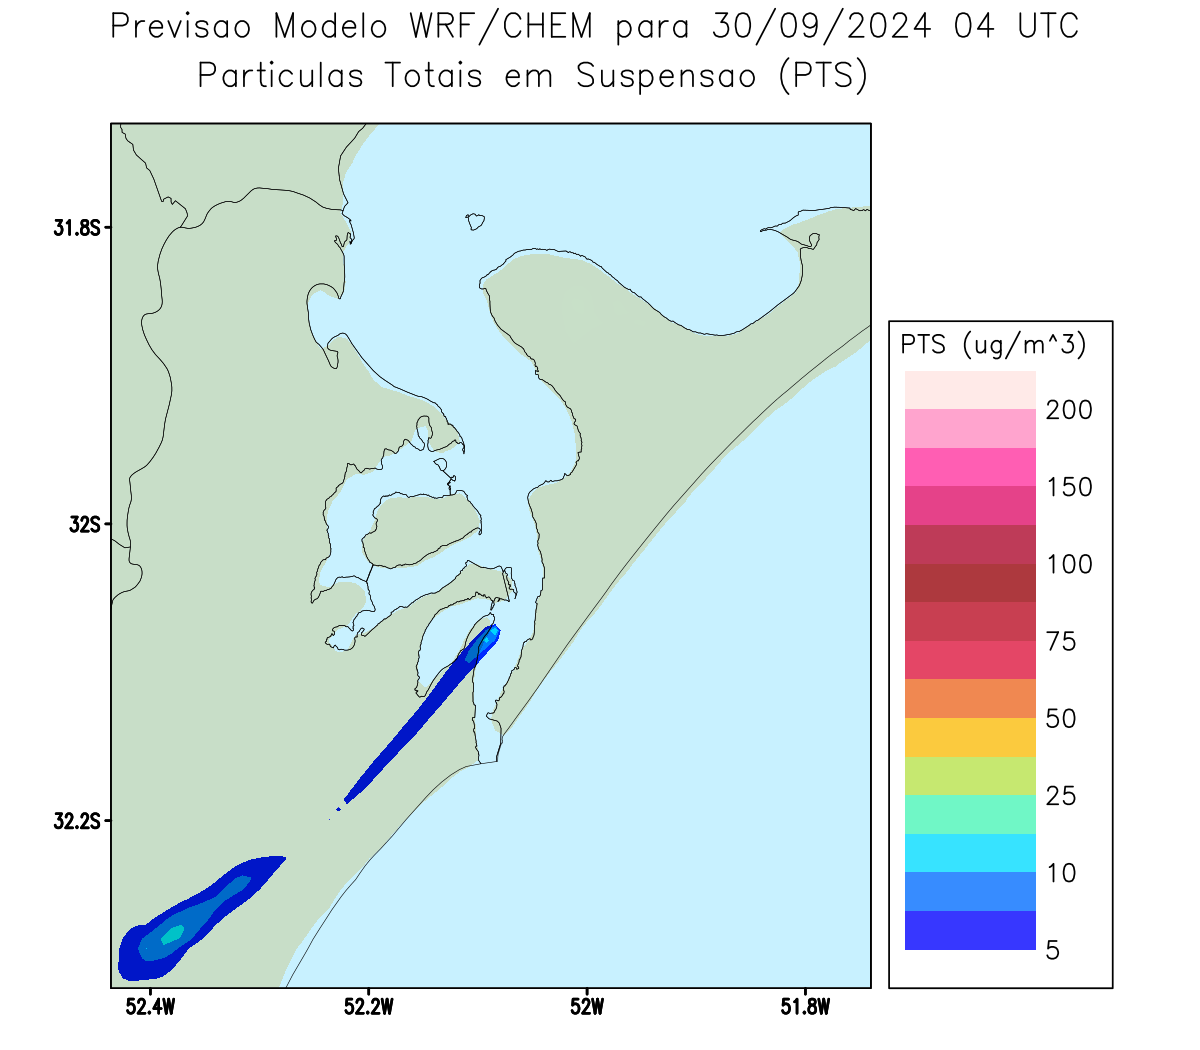 Previsao Modelo WRF/CHEM para 30/09/2024 04 UTC
Particulas Totais em Suspensao (PTS)
31.8S
32S
32.2S
52.4W
52.2W
52W
51.8W
PTS (ug/m^3)
200
150
100
75
50
25
10
5